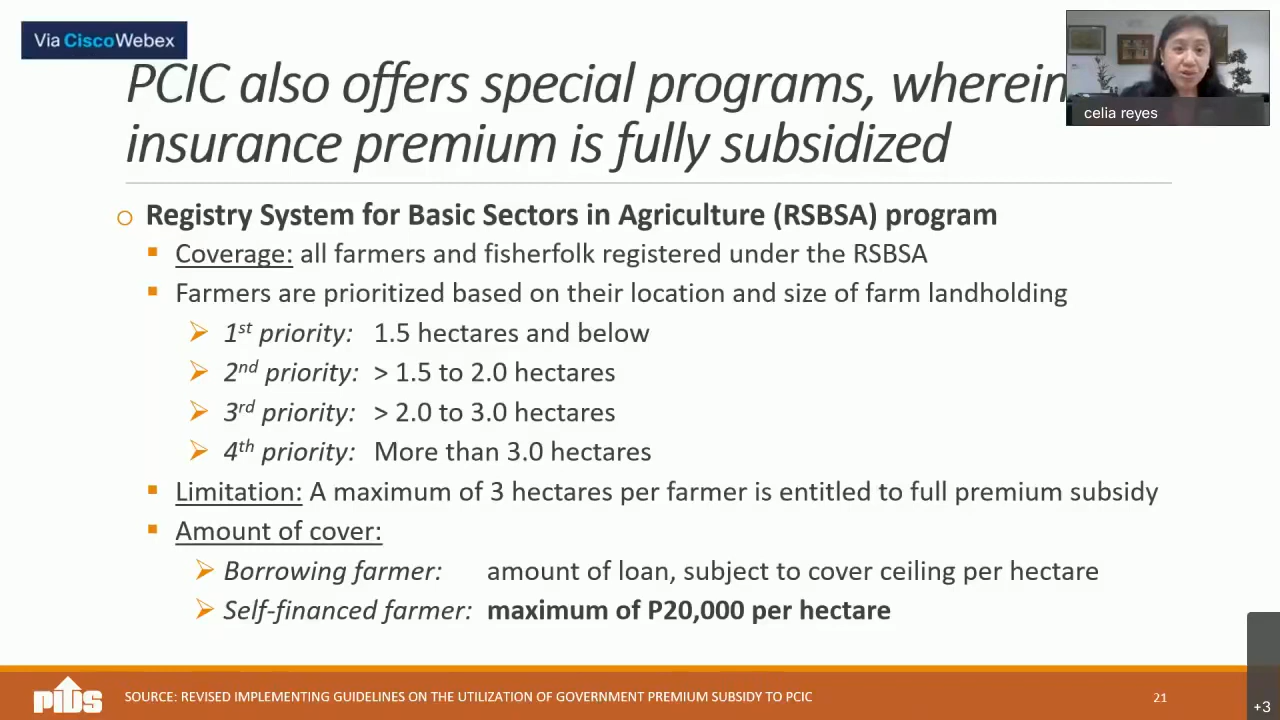 Via Cisco Webex
PCIC also offers special programs, wherein
insurance premium is fully subsidized
celia reyes
Registry System for Basic Sectors in Agriculture (RSBSA) program
Coverage: all farmers and fisherfolk registered under the RSBSA
Farmers are prioritized based on their location and size of farm landholding
1st priority: 1.5 hectares and below
2nd priority: > 1.5 to 2.0 hectares
3rd priority: > 2.0 to 3.0 hectares
4th priority: More than 3.0 hectares
Limitation: A maximum of 3 hectares per farmer is entitled to full premium subsidy
Amount of cover:
Borrowing farmer: amount of loan, subject to cover ceiling per hectare
Self-financed farmer: maximum of P20,000 per hectare
PIDS
SOURCE: REVISED IMPLEMENTING GUIDELINES ON THE UTILIZATION OF GOVERNMENT PREMIUM SUBSIDY TO PCIC
21
+3